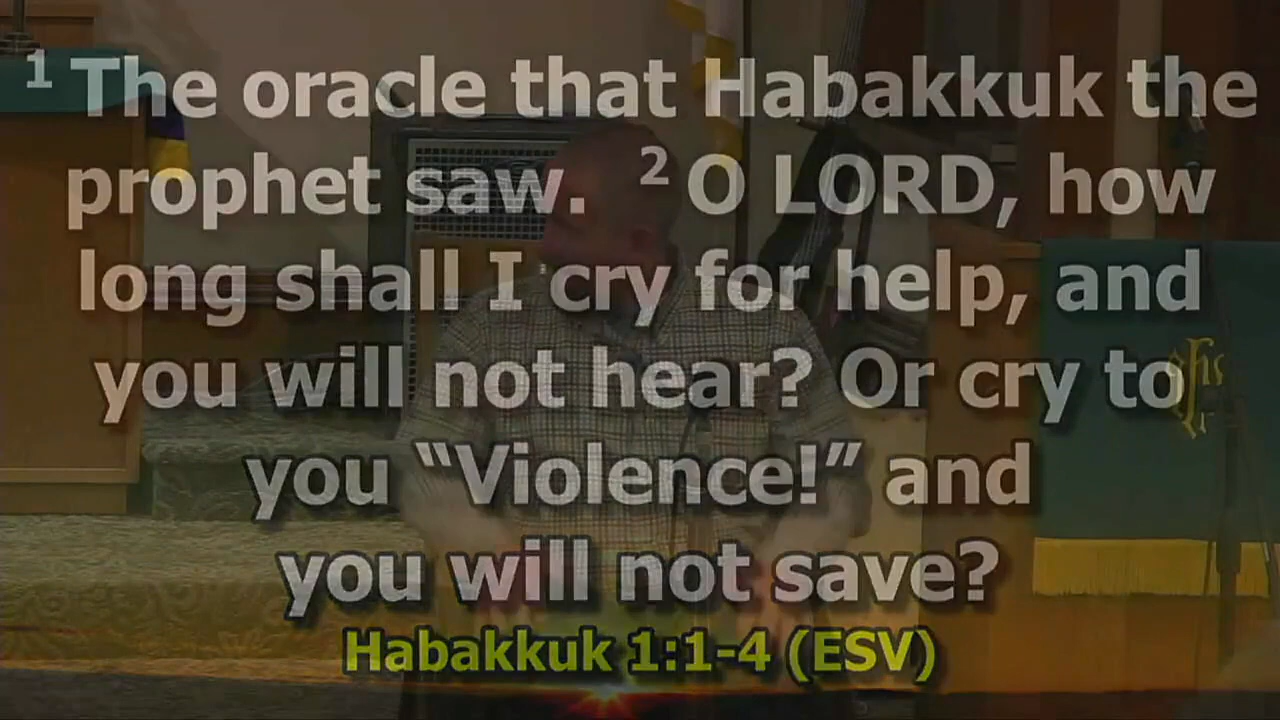 ¹ The oracle that Habakkuk the
prophet saw. ² O LORD, how
long shall I cry for help, and
you will not hear? Or cry to
you “Violence!” and
you will not save?
Habakkuk 1:1-4 (ESV)